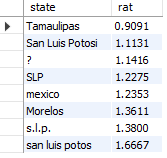 state rat
Tamaulipas 0.9091
San Luis Potosi 1.1131
? 1.1416
SLP 1.2275
mexico 1.2353
Morelos 1.3611
s.l.p. 1.3800
san luis potos 1.6667